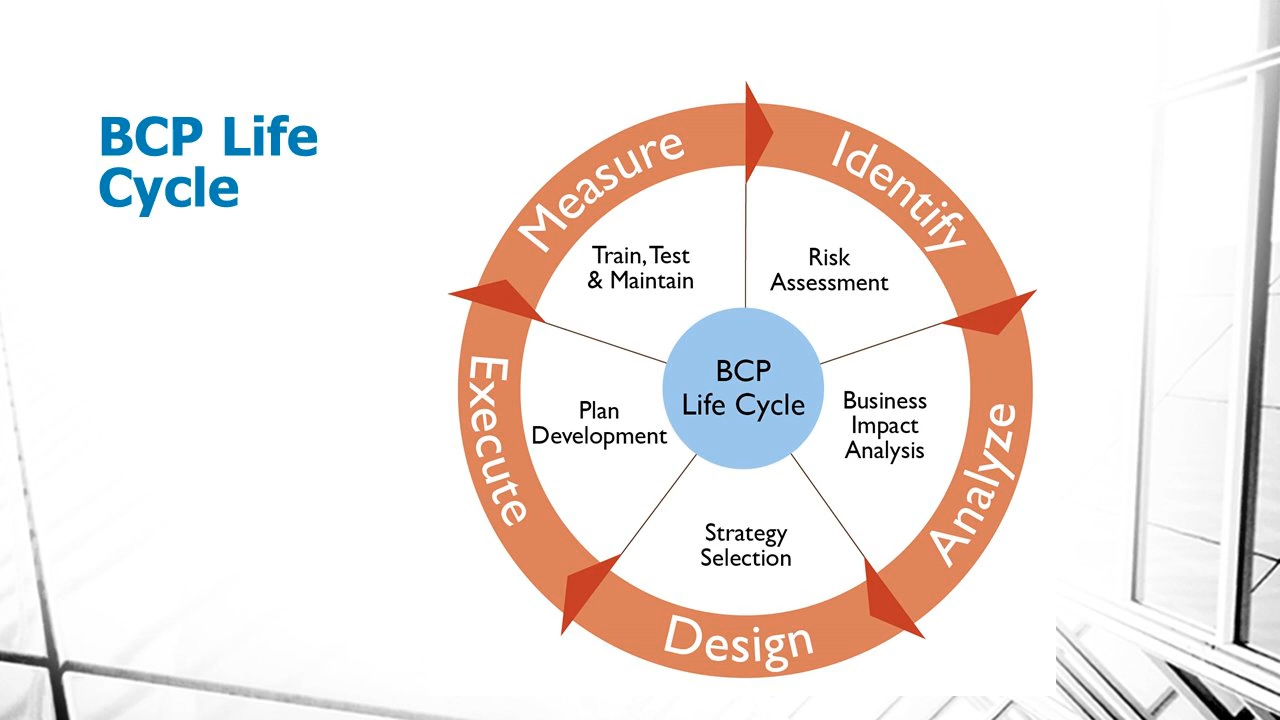 BCP Life
Cycle
Measure
Identify
Train, Test
& Maintain
Risk
Assessment
BCP
Life Cycle
Execute
Plan
Development
Business
Impact
Analysis
Analyze
Strategy
Selection
Design